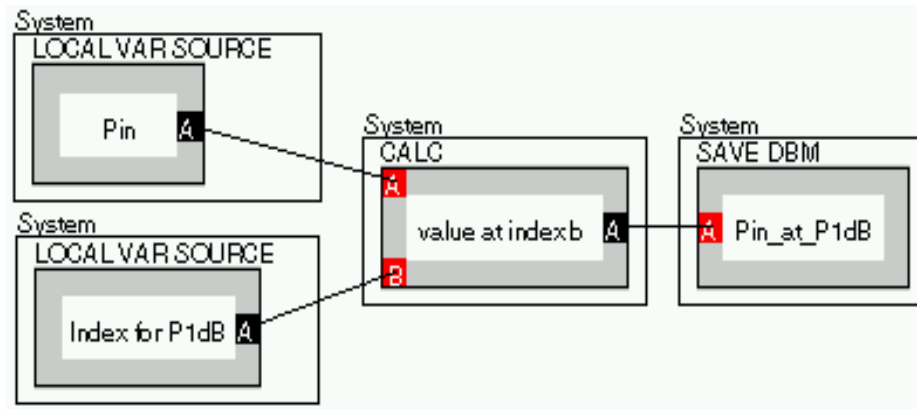 System
LOCAL VAR SOURCE
Pin
A
System
LOCAL VAR SOURCE
Index for P1dB
A
System
CALC
A
value at index b
A
B
System
SAVE DBM
A
Pin_at_P1dB